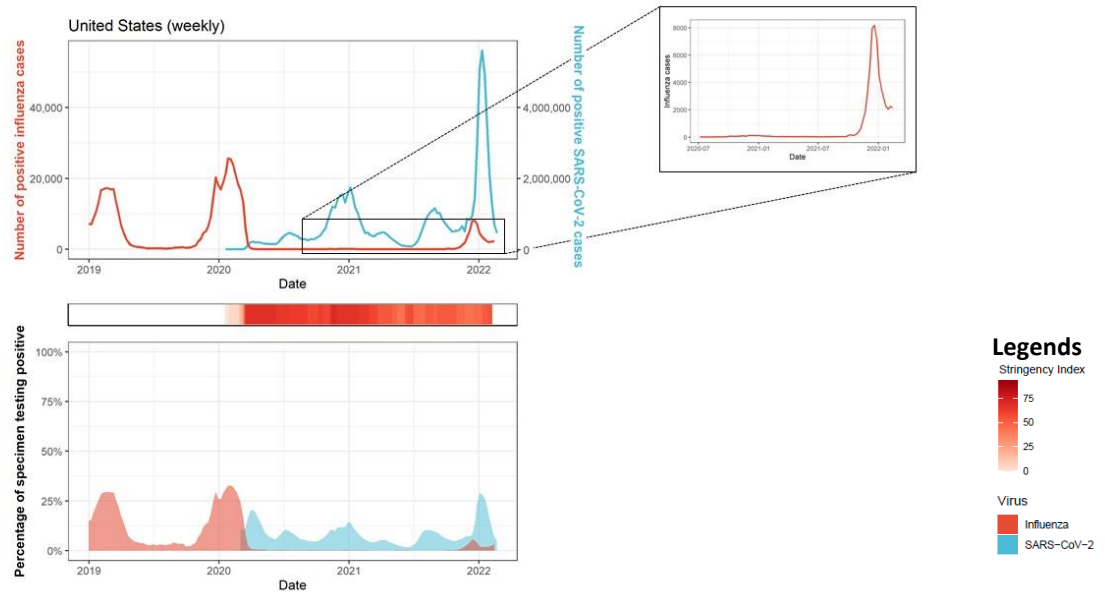 United States (weekly)
Number of positive influenza cases
40,000
20,000
0
4,000,000
2,000,000
0
Number of positive SARS-CoV-2 cases
2019
2020
2021
2022
Date
Influenza cases
8000
6000
4000
2000
0
2020-07
2021-01
2021-07
2022-01
Date
Percentage of specimen testing positive
100%
75%
50%
25%
0%
2019
2020
2021
2022
Date
Legends
Stringency Index
75
50
25
0
Virus
Influenza
SARS−CoV−2